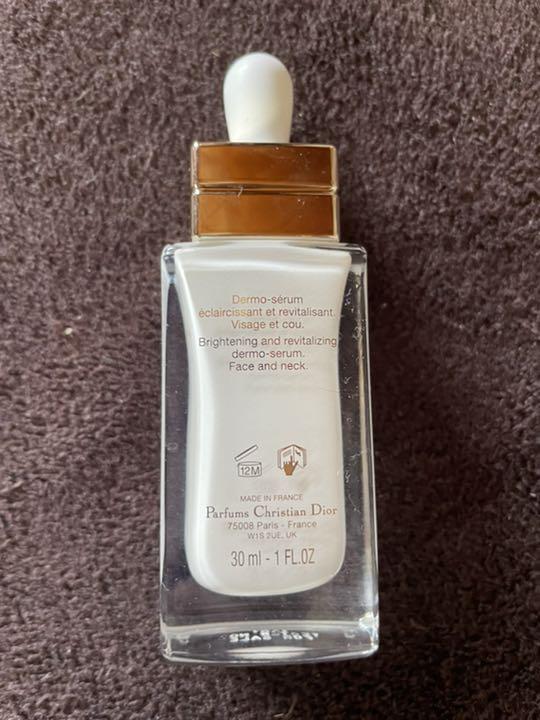 Dermo-sérum
éclaircissant et revitalisant.
Visage et cou.
Brightening and revitalizing
dermo-serum.
Face and neck.
12M
MADE IN FRANCE
Parfums Christian Dior
75008 Paris - France
W1S 2UE, UK
30 ml - 1 FL.OZ